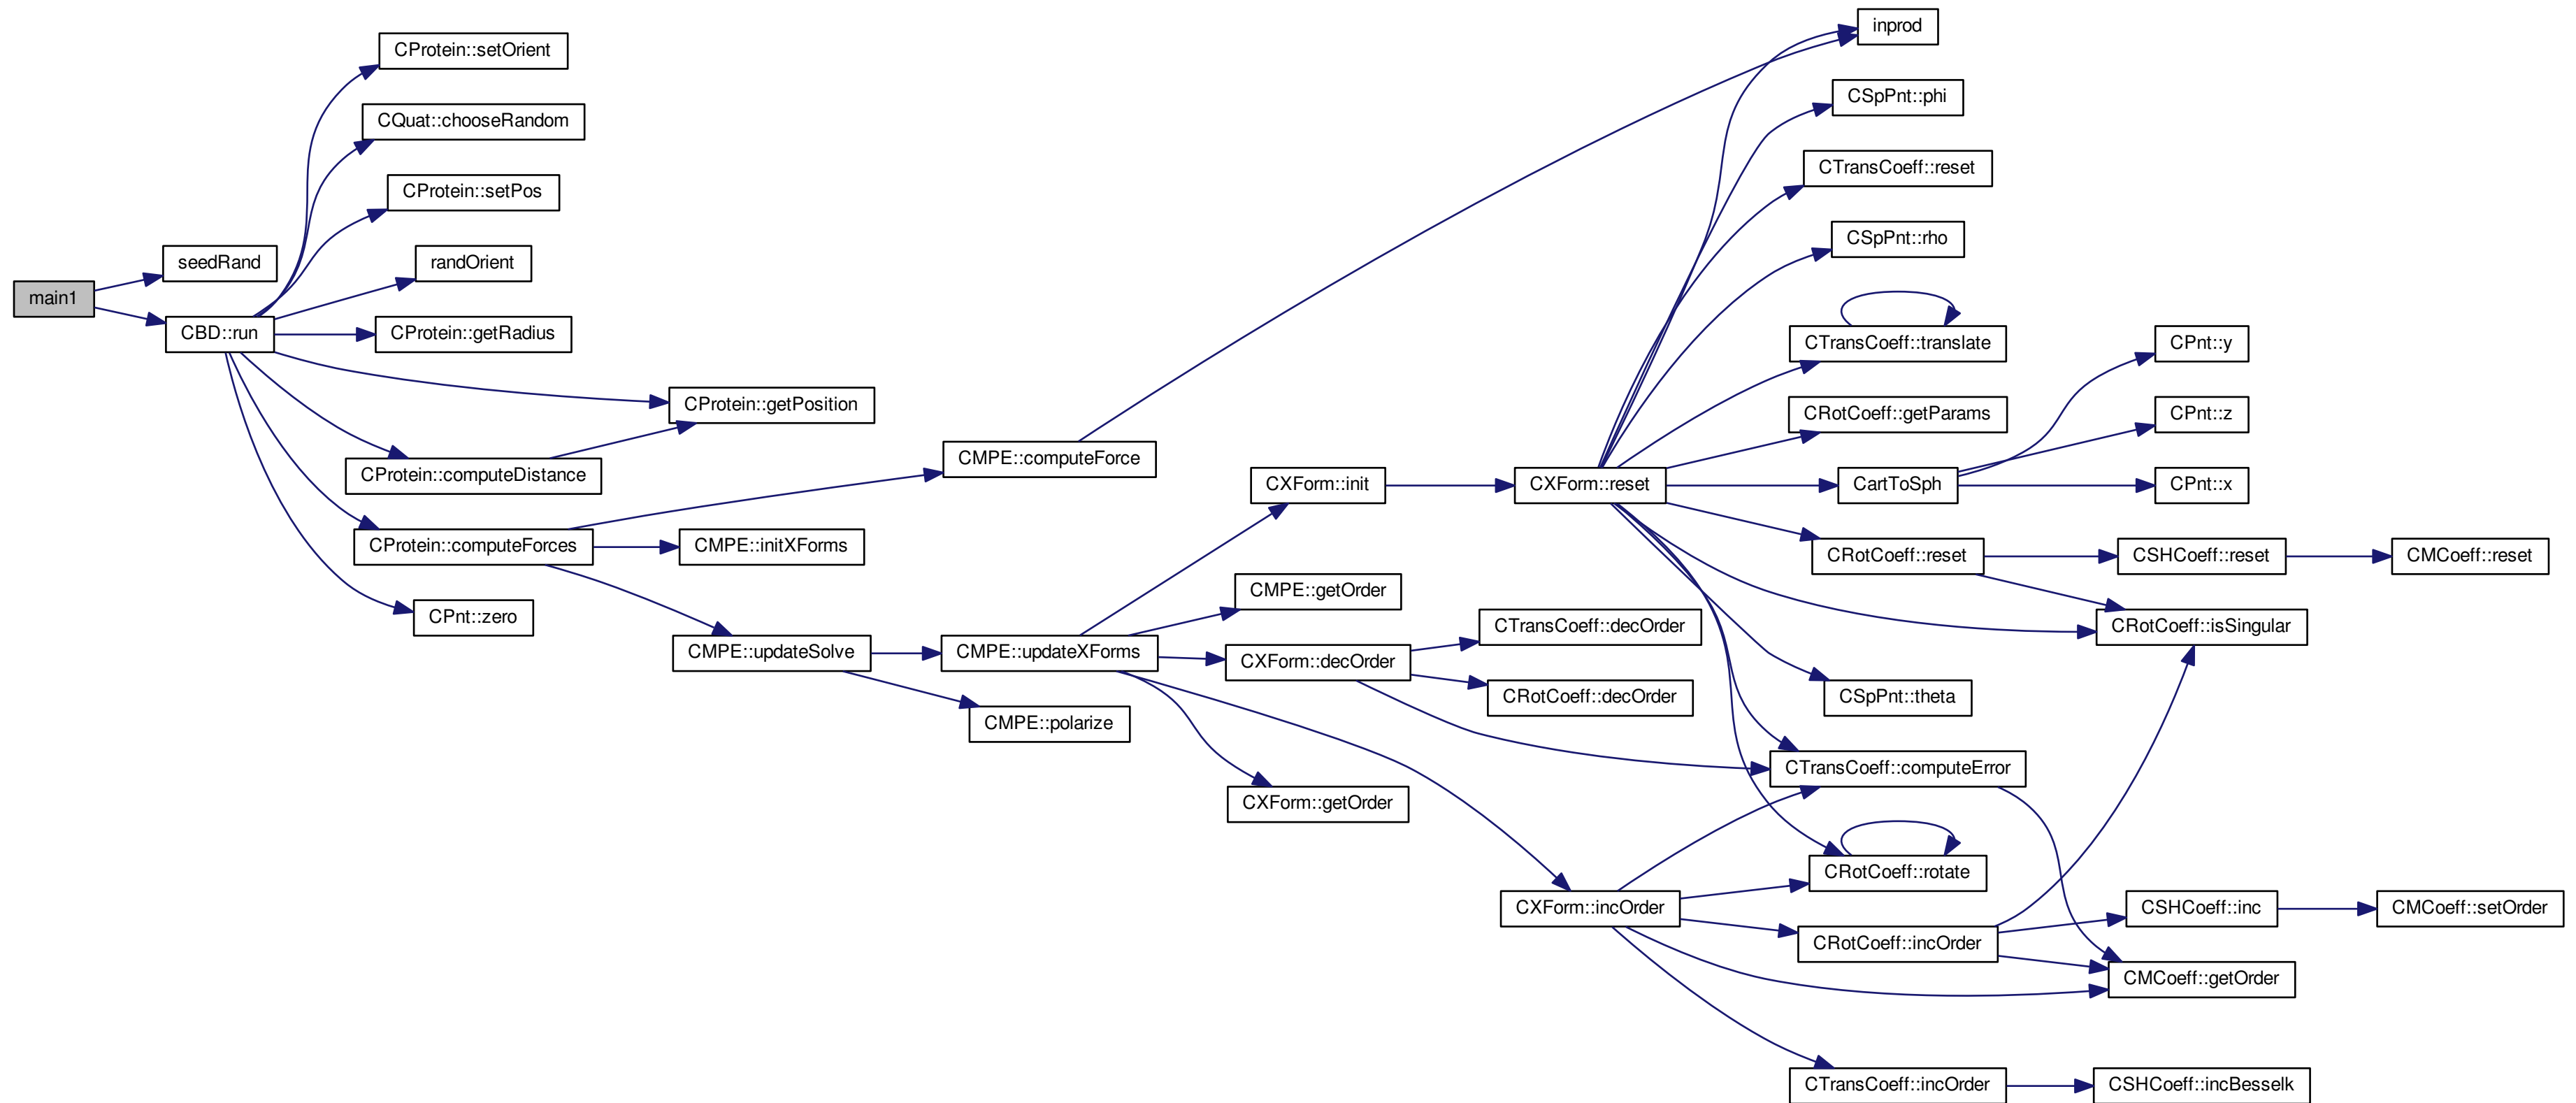 main1
seedRand
CBD::run
CProtein::setOrient
CQuat::chooseRandom
CProtein::setPos
randOrient
CProtein::getRadius
CProtein::getPosition
CProtein::computeDistance
CProtein::computeForces
CPnt::zero
CMPE::computeForce
CMPE::initXForms
CMPE::updateSolve
CMPE::updateXForms
CMPE::polarize
CXForm::init
CMPE::getOrder
CXForm::decOrder
CXForm::getOrder
CXForm::reset
CTransCoeff::decOrder
CRotCoeff::decOrder
CXForm::incOrder
inprod
CSpPnt::phi
CTransCoeff::reset
CSpPnt::rho
CTransCoeff::translate
CRotCoeff::getParams
CartToSph
CRotCoeff::reset
CSpPnt::theta
CTransCoeff::computeError
CRotCoeff::rotate
CRotCoeff::incOrder
CTransCoeff::incOrder
CPnt::y
CPnt::z
CPnt::x
CSHCoeff::reset
CRotCoeff::isSingular
CSHCoeff::inc
CMCoeff::getOrder
CSHCoeff::incBesselk
CMCoeff::reset
CMCoeff::setOrder